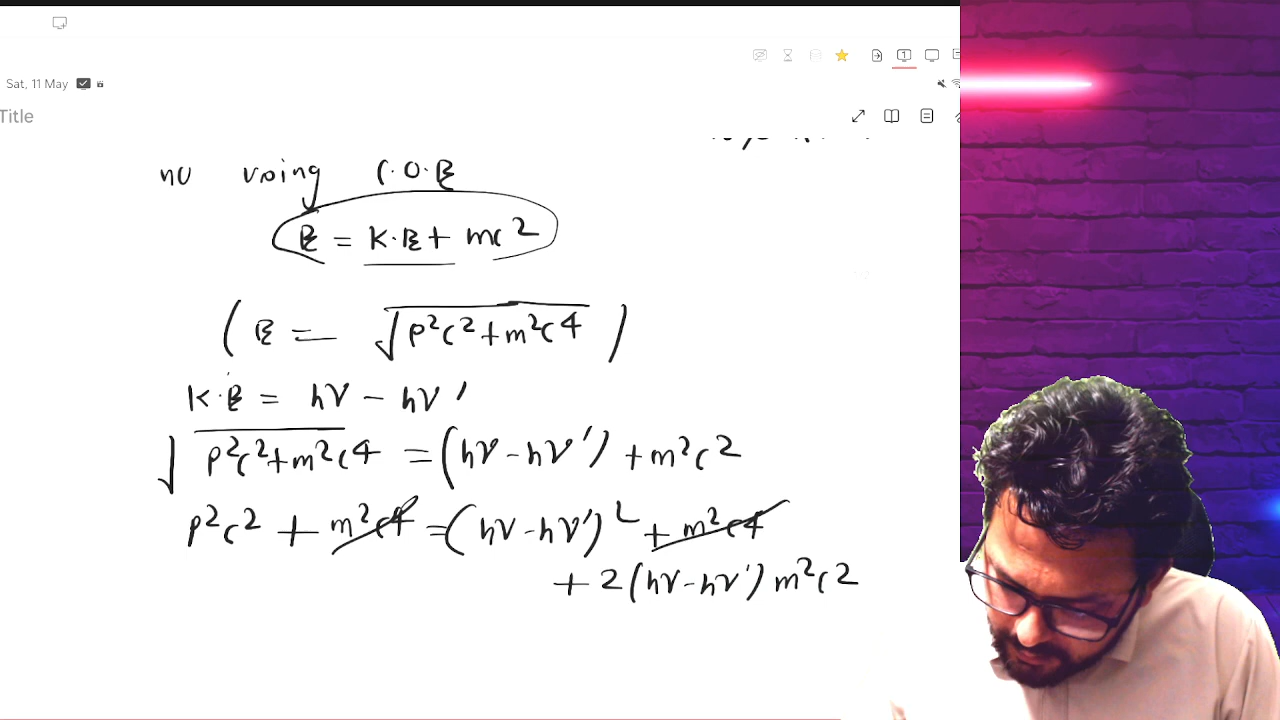 Sat, 11 May
Title
no using C.O.E
E = K.E + mc²
( E = √p²c²+m²c⁴ )
K.E = hν - hν'
√p²c²+m²c⁴ = (hν - hν') + m²c²
p²c² + m²c⁴ = (hν - hν')² + m²c⁴
+ 2(hν-hν') m²c²